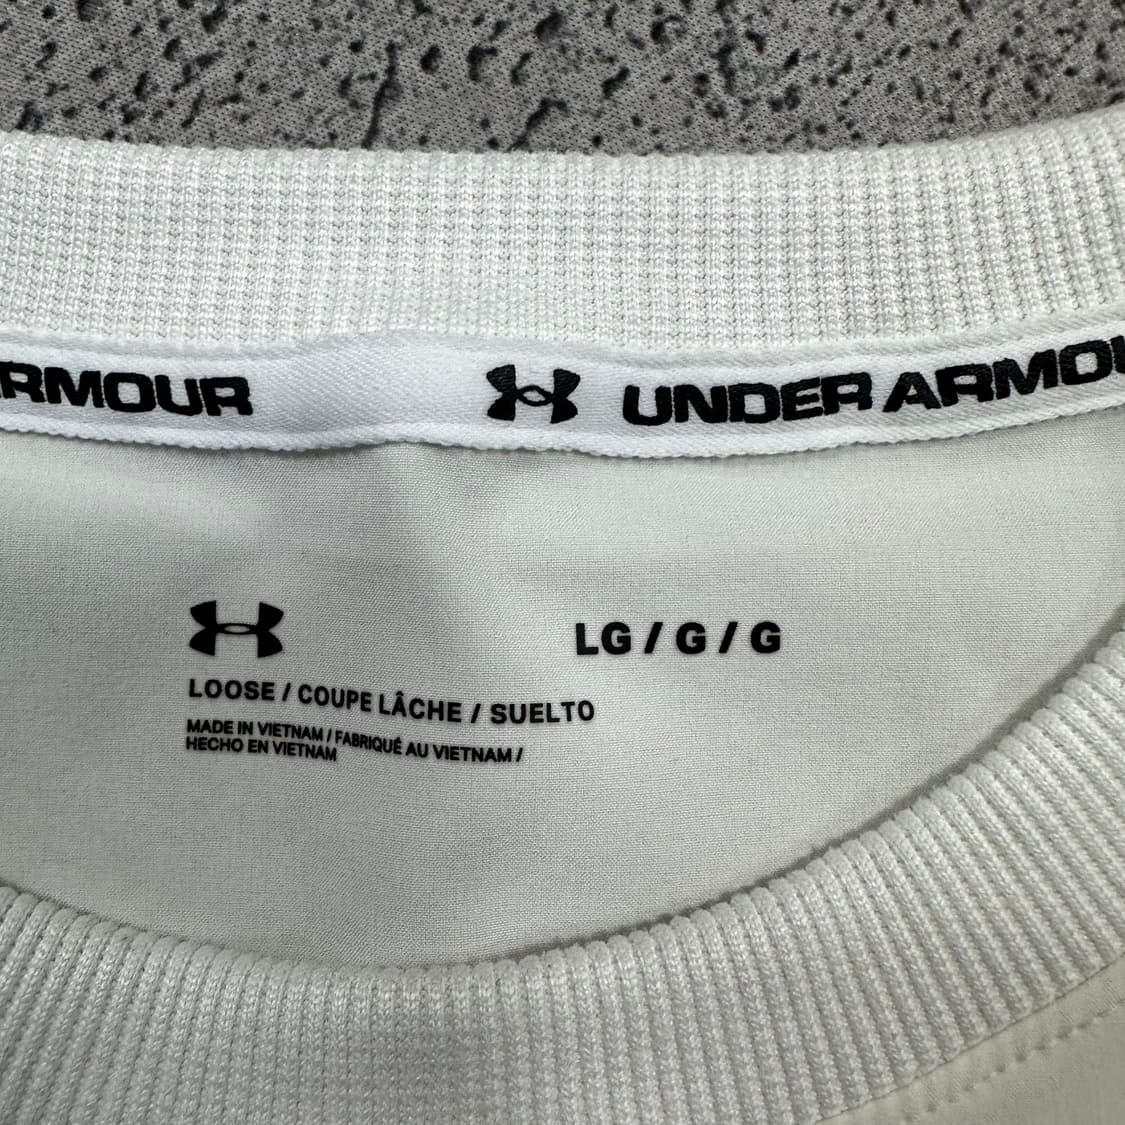 RMOUR UNDER ARMOU
LG / G / G
LOOSE / COUPE LÂCHE / SUELTO
MADE IN VIETNAM / FABRIQUÉ AU VIETNAM /
HECHO EN VIETNAM